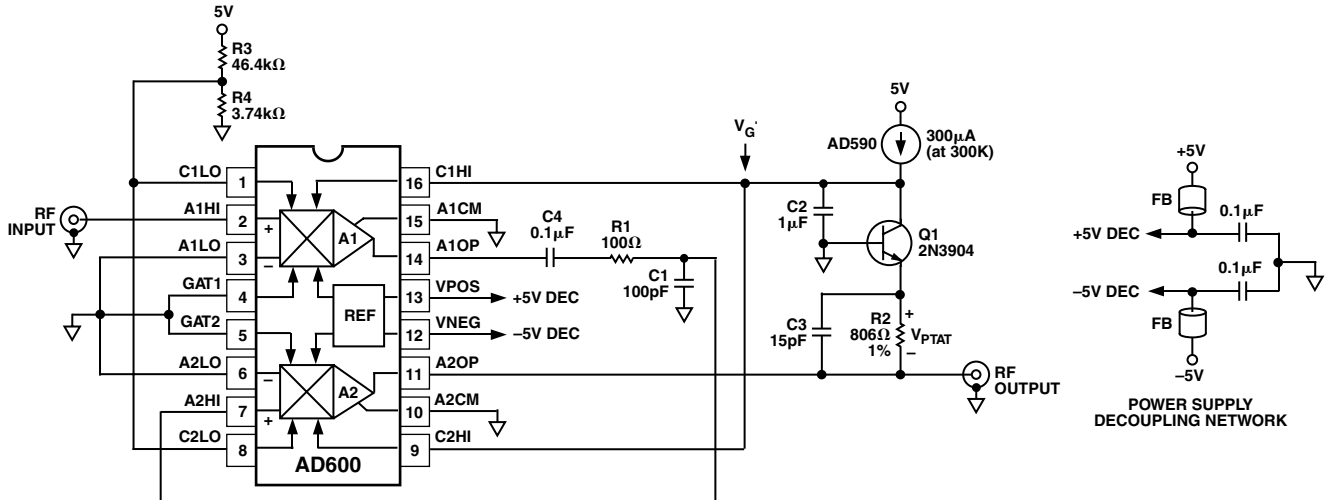 5V
R3
46.4kΩ
R4
3.74kΩ
RF
INPUT
C1LO
A1HI
A1LO
GAT1
GAT2
A2LO
A2HI
C2LO
1
2
3
4
5
6
7
8
+
–
A1
REF
–
+
A2
AD600
16
15
14
13
12
11
10
9
C1HI
A1CM
A1OP
VPOS
VNEG
A2OP
A2CM
C2HI
+5V DEC
–5V DEC
C4
0.1µF
R1
100Ω
C1
100pF
VG'
5V
AD590
300µA
(at 300K)
C2
1µF
Q1
2N3904
C3
15pF
R2
806Ω
1%
+
VPTAT
–
RF
OUTPUT
+5V
FB
0.1µF
+5V DEC
0.1µF
–5V DEC
FB
–5V
POWER SUPPLY
DECOUPLING NETWORK